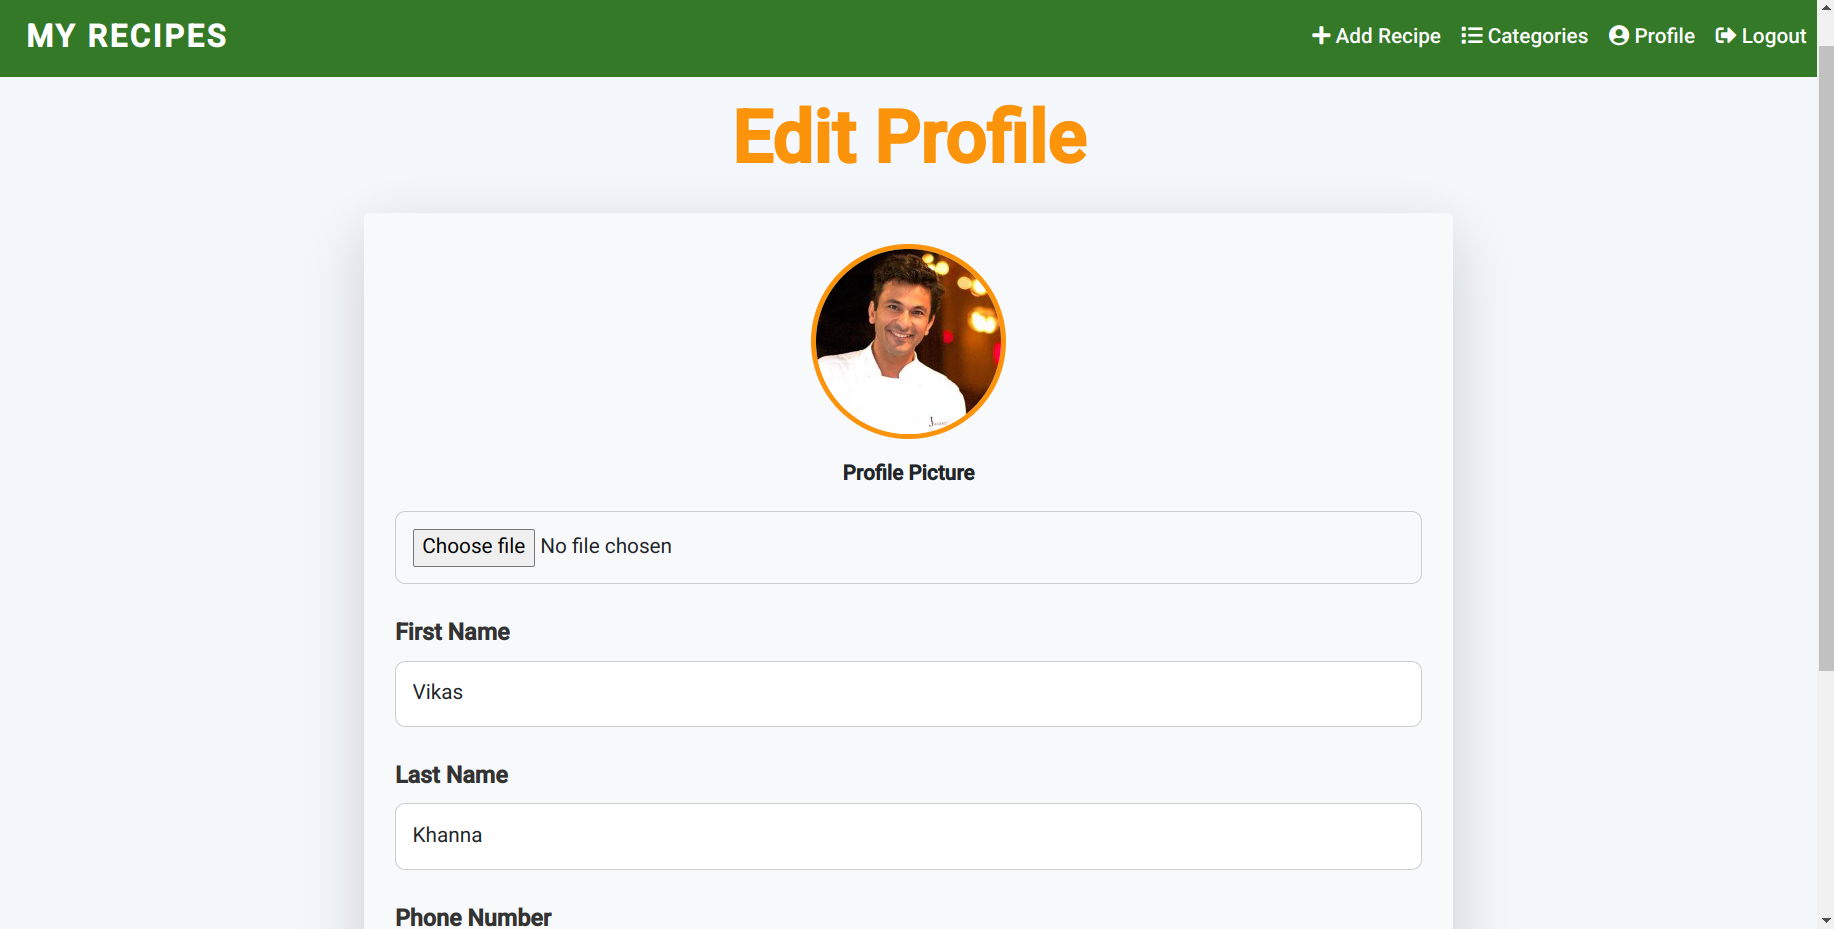 MY RECIPES
Add Recipe Categories Profile Logout
Edit Profile
Profile Picture
Choose file No file chosen
First Name
Vikas
Last Name
Khanna
Phone Number